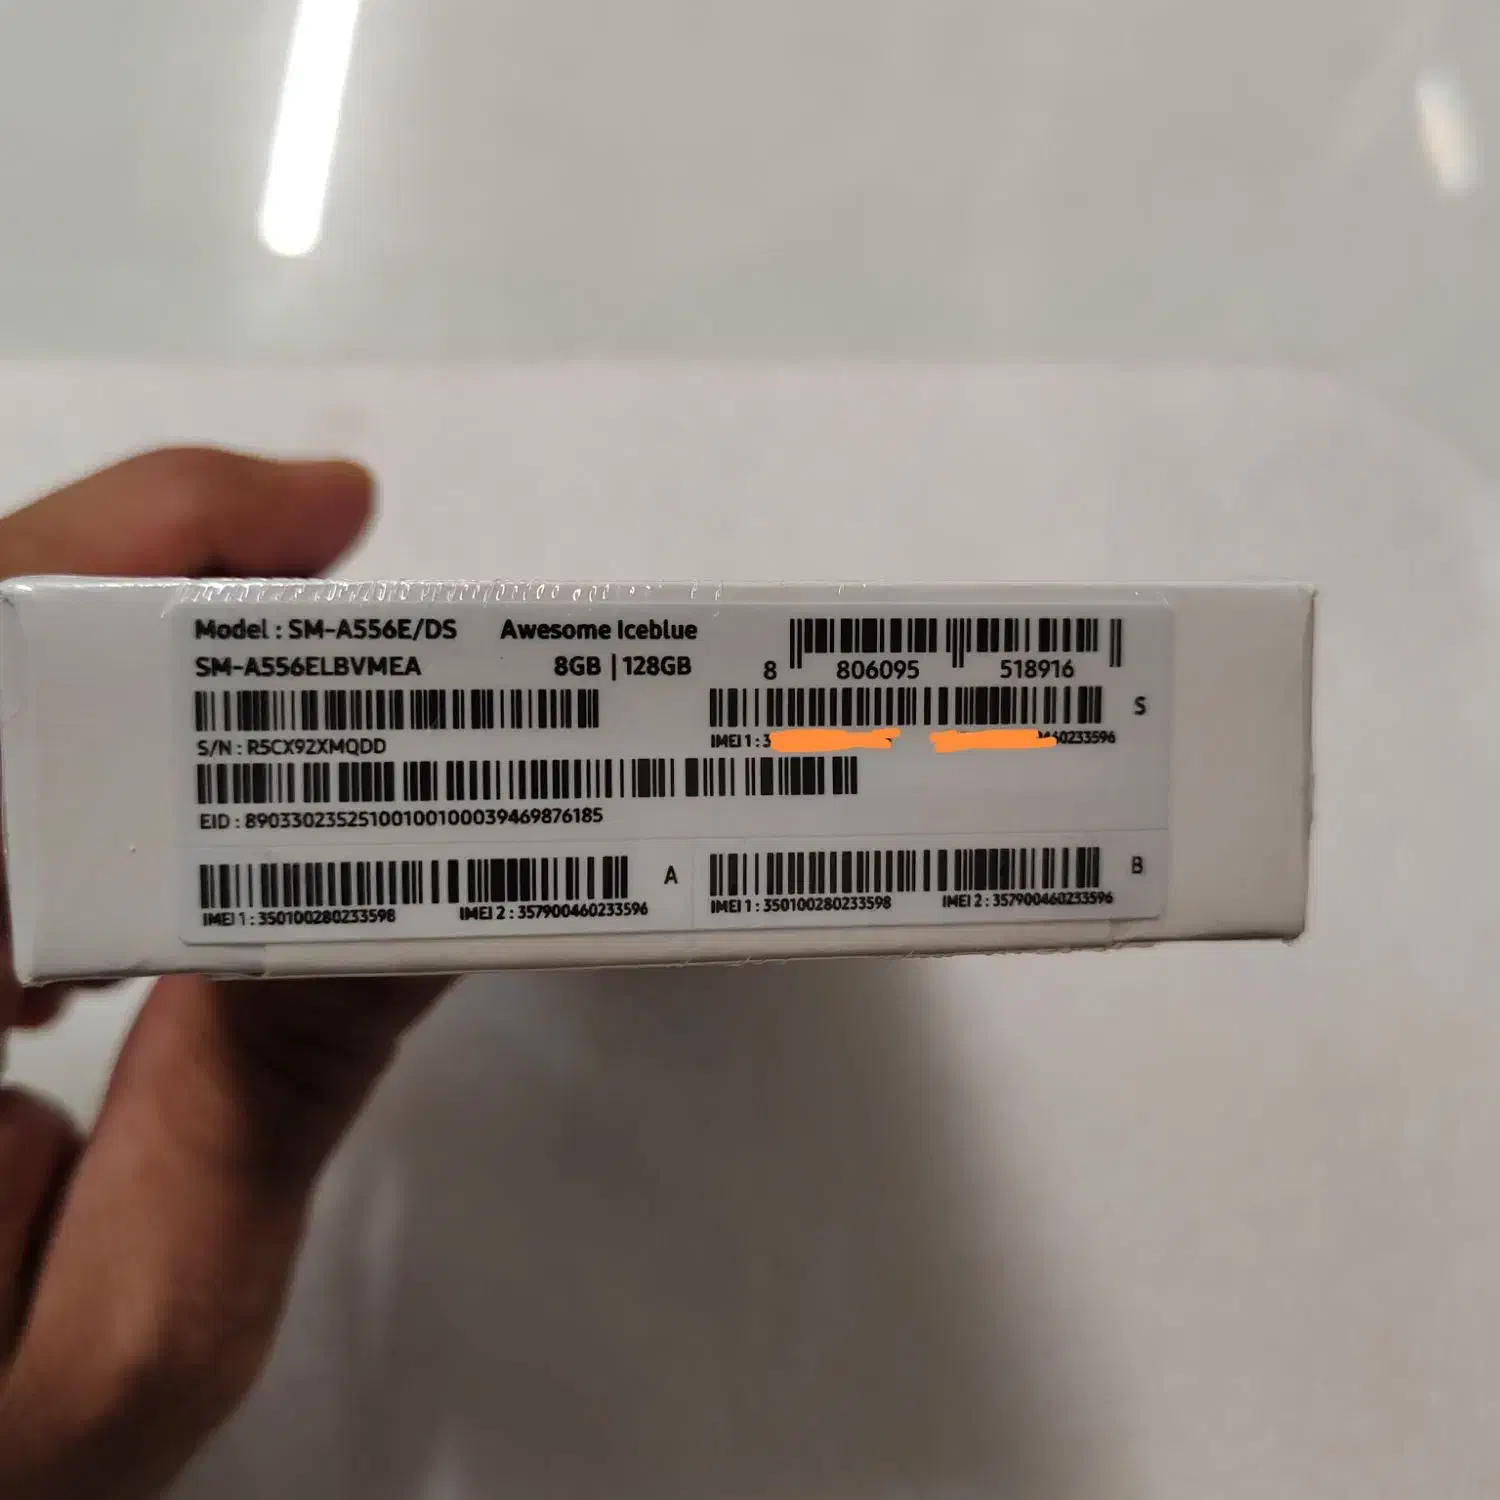 Model : SM-A556E/DS Awesome Iceblue
SM-A556ELBVMEA 8GB | 128GB
8 806095 518916
S/N : R5CX92XMQDD
IMEI 1 : 3 60233596
S
EID : 89033023525100100100039469876185
IMEI 1 : 350100280233598 IMEI 2 : 357900460233596
A
IMEI 1 : 350100280233598 IMEI 2 : 357900460233596
B